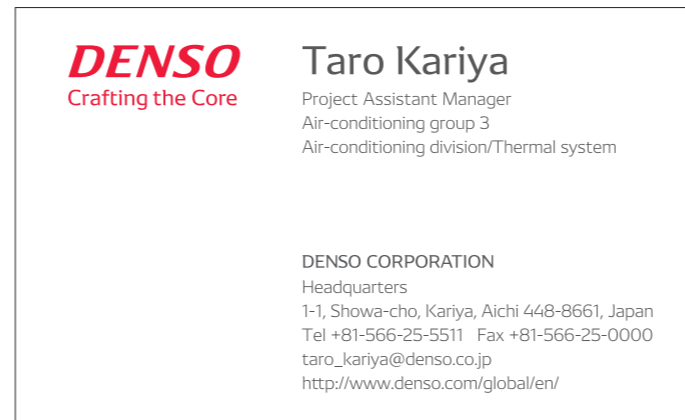 DENSO
Crafting the Core
Taro Kariya
Project Assistant Manager
Air-conditioning group 3
Air-conditioning division/Thermal system
DENSO CORPORATION
Headquarters
1-1, Showa-cho, Kariya, Aichi 448-8661, Japan
Tel +81-566-25-5511   Fax +81-566-25-0000
taro_kariya@denso.co.jp
http://www.denso.com/global/en/